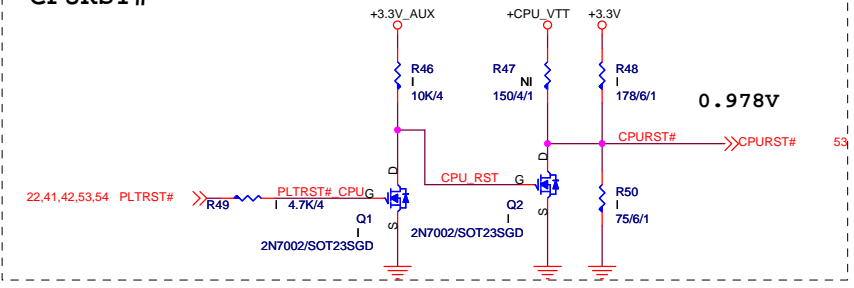 CPURST#
+3.3V_AUX
+CPU_VTT
+3.3V
R46
I
10K/4
R47
NI
150/4/1
R48
I
178/6/1
0.978V
CPURST#
CPURST#
53
D
D
CPU_RST
G
22,41,42,53,54 PLTRST#
R49
I
4.7K/4
PLTRST#_CPU
G
S
Q1
I
2N7002/SOT23SGD
S
Q2
I
2N7002/SOT23SGD
R50
I
75/6/1